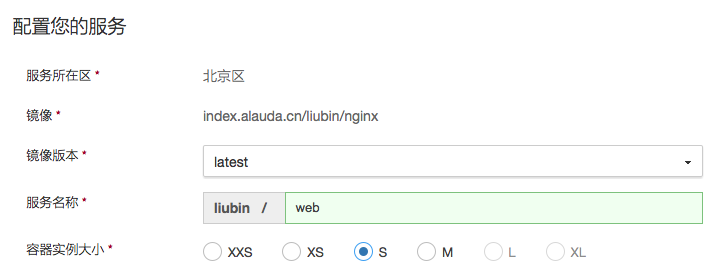 配置您的服务
服务所在区 * 北京区
镜像 * index.alauda.cn/liubin/nginx
镜像版本 * latest
服务名称 * liubin / web
容器实例大小 * XXS XS S M L XL